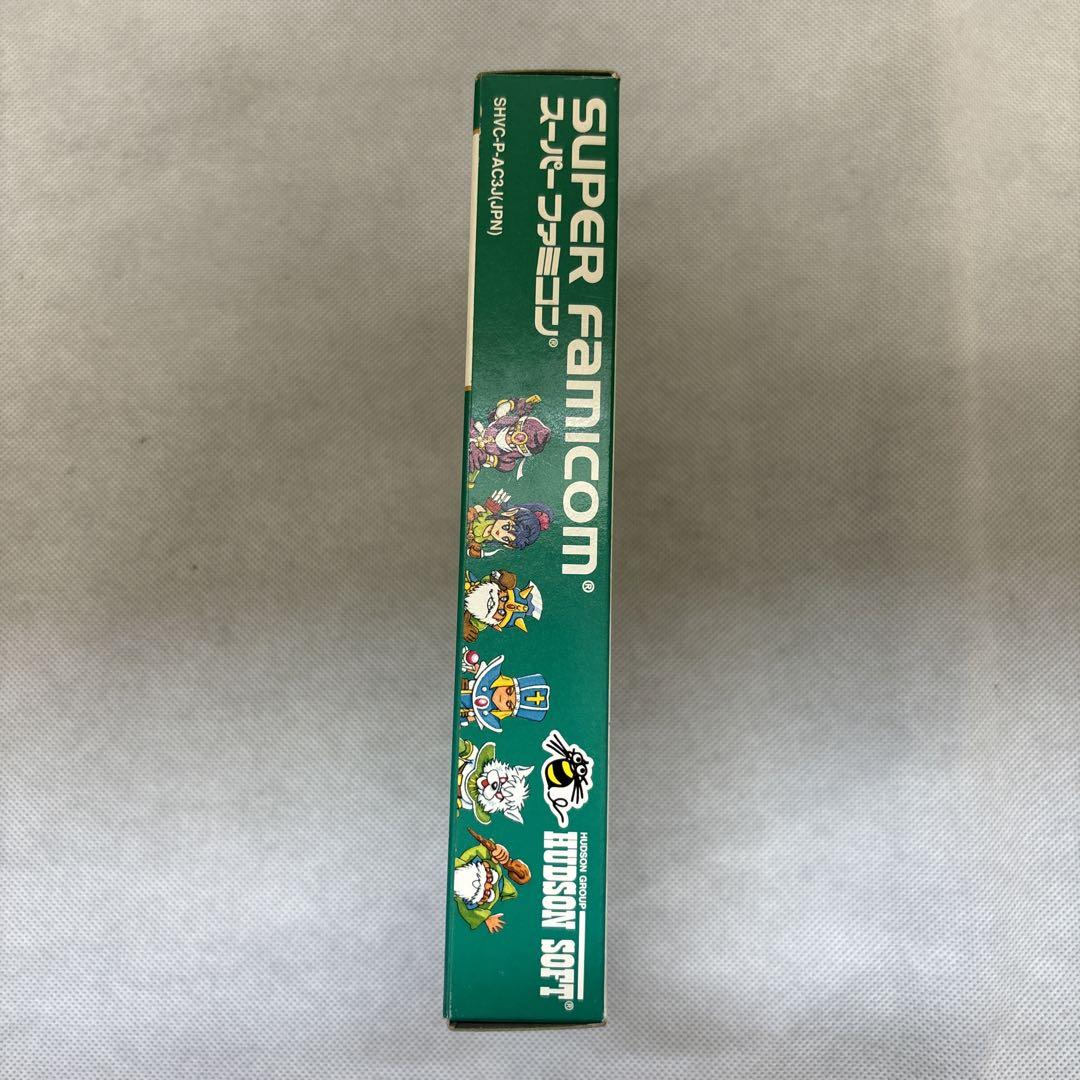 SUPER FAMICOM®
スーパーファミコン®
SHVC-P-AC3J(JPN)
HUDSON GROUP
HUDSON SOFT®